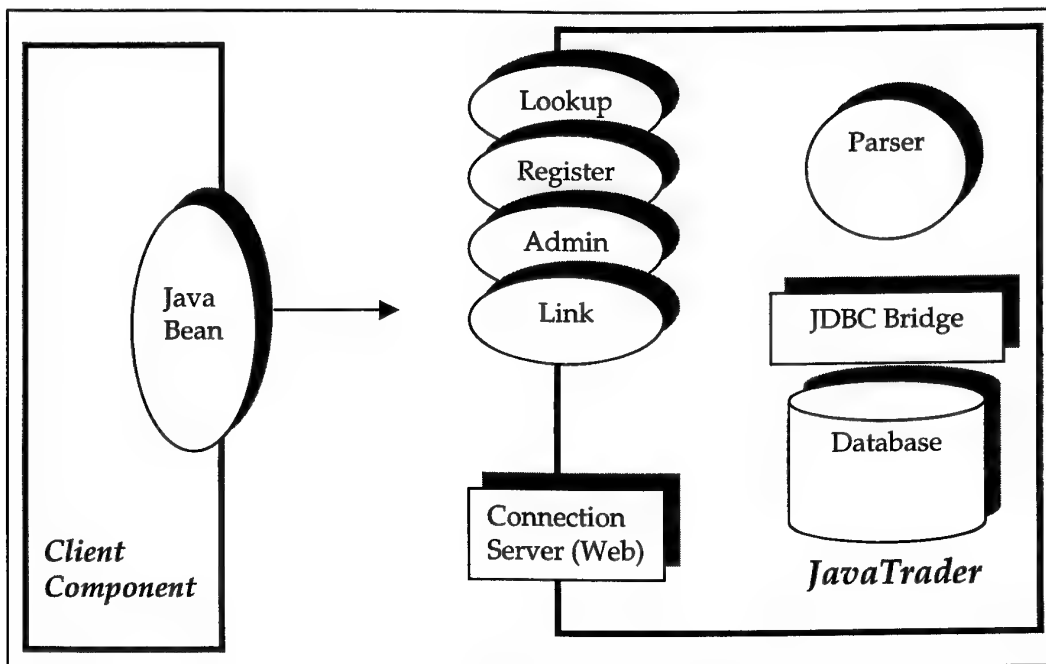 Lookup
Register
Admin
Link
Parser
Java
Bean
JDBC Bridge
Database
Connection
Server (Web)
Client
Component
JavaTrader